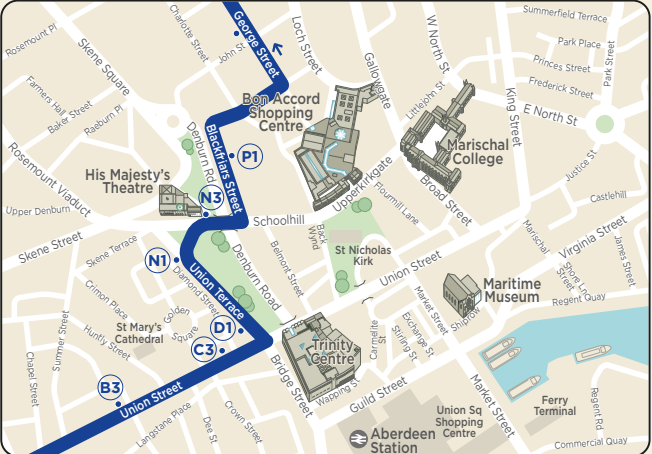 Summerfield Terrace
Charlotte Street
George Street
Loch Street
W North St
Rosemount Pl
Skene Square
John St
Gallowgate
Park Place
Park Street
Princes Street
Frederick Street
Farmers Hall
Baker Street
Raeburn Pl
Bon Accord
Shopping
Centre
Littlejohn St
King Street
E North St
Denburn Rd
Blackfriars Street
P1
Marischal
College
Justice St
Rosemount Viaduct
His Majesty's
Theatre
N3
Upperkirkgate
Broad Street
Castlehill
Upper Denburn
Schoolhill
Flourmill Lane
Back
Wynd
Marischal
Street
Virginia Street
Skene Street
Skene Terrace
N1
Denburn Road
Belmont Street
St Nicholas
Kirk
Union Street
Shore Ln
James Street
Diamond Street
Union Terrace
Maritime
Museum
Regent Quay
Crimon Place
Golden
Square
Market Street
Shiprow
Huntly Street
St Mary's
Cathedral
D1
C3
Trinity
Centre
Carmelite
St
Exchange St
Stirling St
Summer Street
Chapel Street
B3
Union Street
Bridge Street
Wapping St
Guild Street
Market Street
Langstane Place
Dee St
Crown Street
Union Sq
Shopping
Centre
Ferry
Terminal
Regent Rd
Aberdeen
Station
Commercial Quay